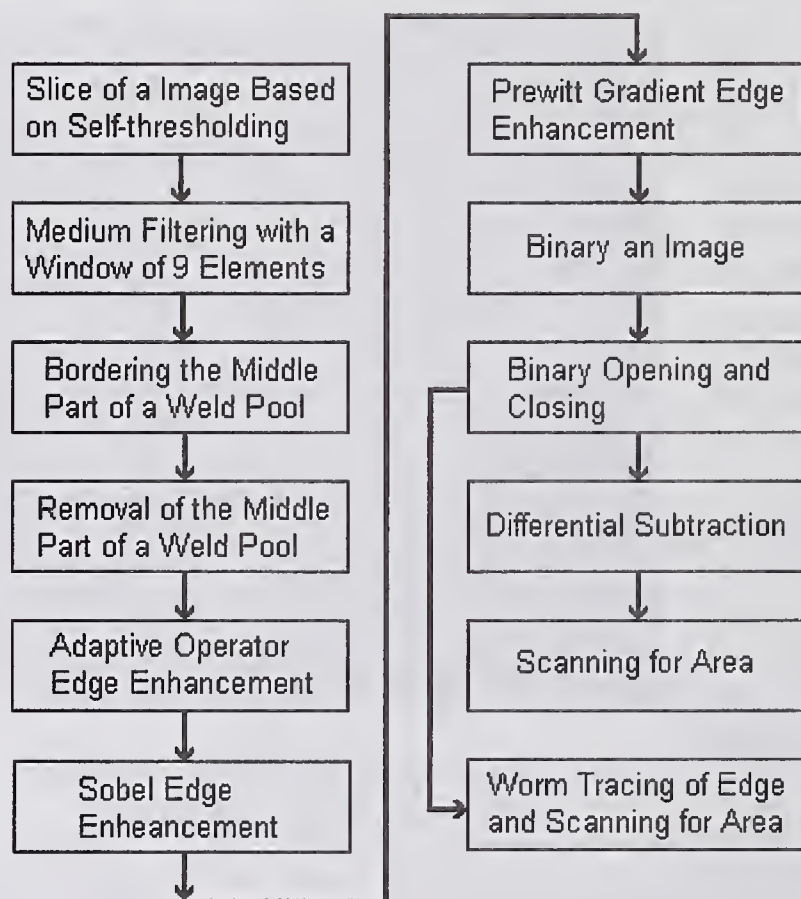 Slice of a Image Based
on Self-thresholding
Medium Filtering with a
Window of 9 Elements
Bordering the Middle
Part of a Weld Pool
Removal of the Middle
Part of a Weld Pool
Adaptive Operator
Edge Enhancement
Sobel Edge
Enheancement
Prewitt Gradient Edge
Enhancement
Binary an Image
Binary Opening and
Closing
Differential Subtraction
Scanning for Area
Worm Tracing of Edge
and Scanning for Area